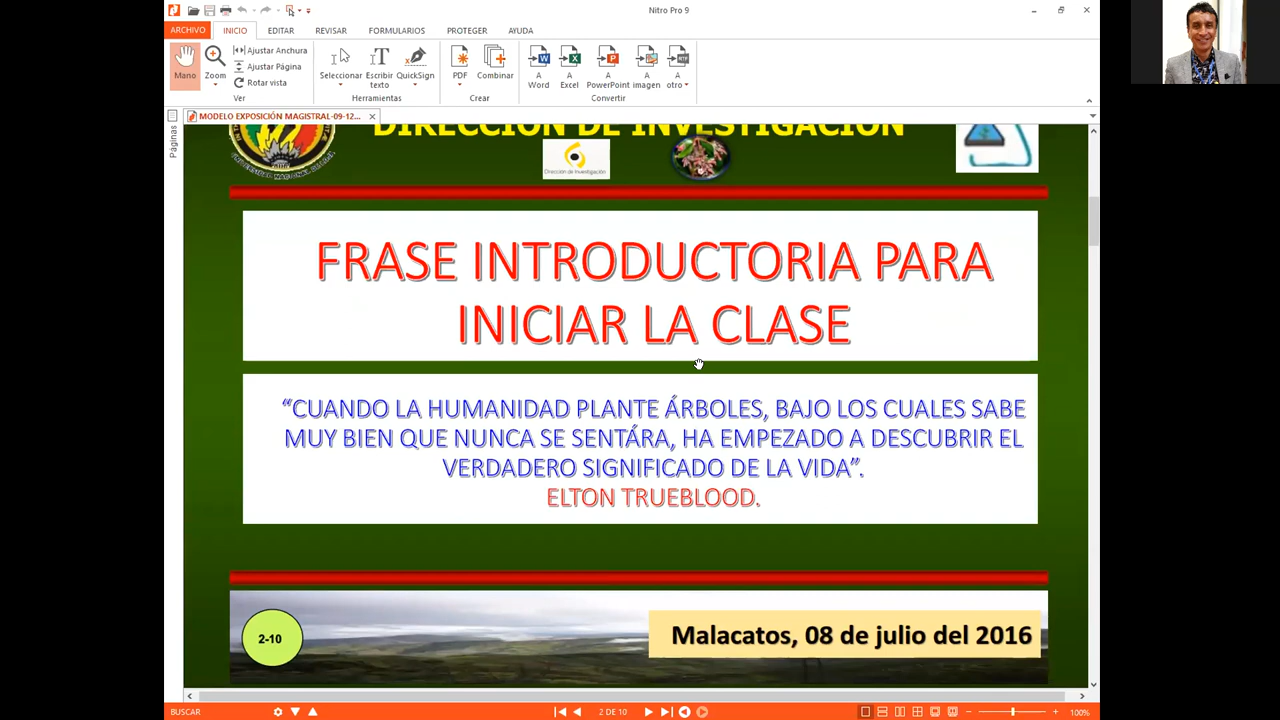 Nitro Pro 9
ARCHIVO INICIO EDITAR REVISAR FORMULARIOS PROTEGER AYUDA
Mano
Zoom
Ajustar Anchura
Ajustar Página
Rotar vista
Ver
Seleccionar
Escribir texto
QuickSign
Herramientas
PDF
Combinar
Crear
A Word
A Excel
A PowerPoint
A imagen
A otro
Convertir
Páginas
MODELO EXPOSICIÓN MAGISTRAL-09-12...
DIRECCIÓN DE INVESTIGACIÓN
Dirección de Investigación
FRASE INTRODUCTORIA PARA
INICIAR LA CLASE
“CUANDO LA HUMANIDAD PLANTE ÁRBOLES, BAJO LOS CUALES SABE
MUY BIEN QUE NUNCA SE SENTÁRA, HA EMPEZADO A DESCUBRIR EL
VERDADERO SIGNIFICADO DE LA VIDA”.
ELTON TRUEBLOOD.
2-10
Malacatos, 08 de julio del 2016
BUSCAR
2 DE 10
100%